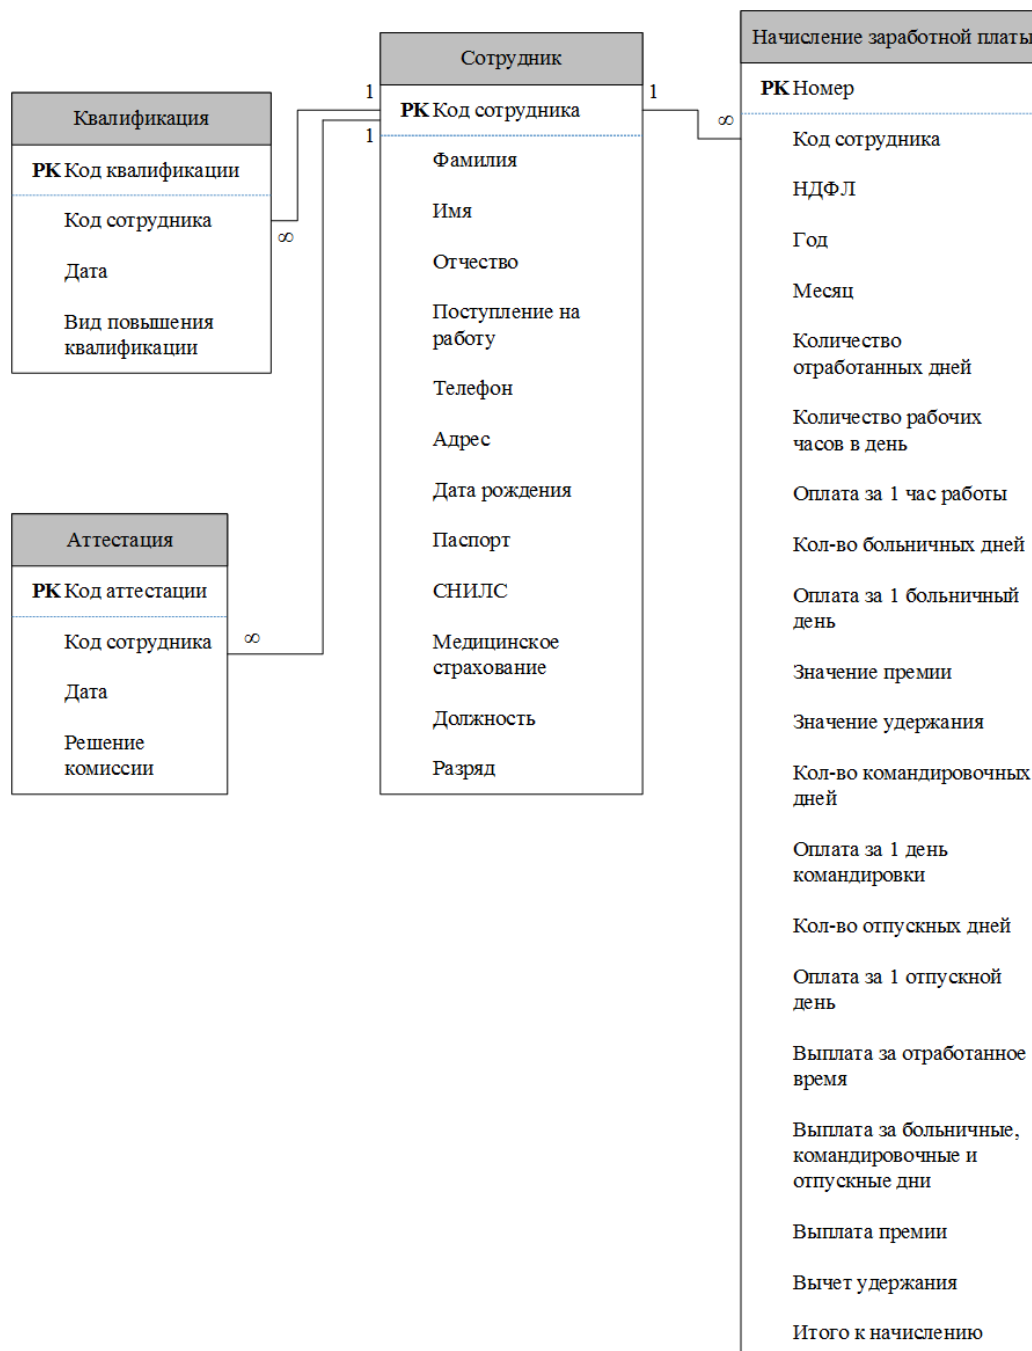 Квалификация
PK Код квалификации
Код сотрудника
Дата
Вид повышения
квалификации
∞
Аттестация
PK Код аттестации
Код сотрудника
Дата
Решение
комиссии
∞
1
1
Сотрудник
PK Код сотрудника
Фамилия
Имя
Отчество
Поступление на
работу
Телефон
Адрес
Дата рождения
Паспорт
СНИЛС
Медицинское
страхование
Должность
Разряд
1
∞
Начисление заработной платы
PK Номер
Код сотрудника
НДФЛ
Год
Месяц
Количество
отработанных дней
Количество рабочих
часов в день
Оплата за 1 час работы
Кол-во больничных дней
Оплата за 1 больничный
день
Значение премии
Значение удержания
Кол-во командировочных
дней
Оплата за 1 день
командировки
Кол-во отпускных дней
Оплата за 1 отпускной
день
Выплата за отработанное
время
Выплата за больничные,
командировочные и
отпускные дни
Выплата премии
Вычет удержания
Итого к начислению